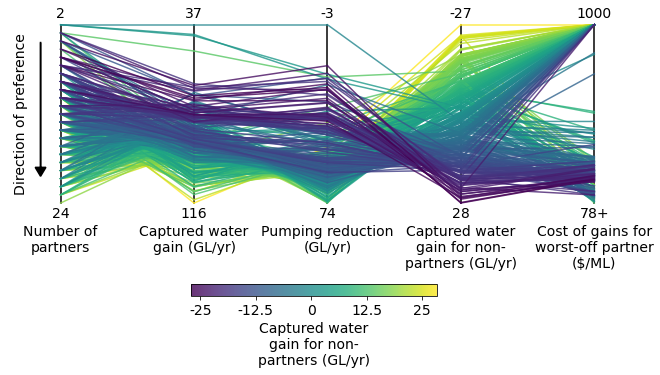 2 37 -3 -27 1000
Direction of preference
24 116 74 28 78+
Number of partners
Captured water gain (GL/yr)
Pumping reduction (GL/yr)
Captured water gain for non-partners (GL/yr)
Cost of gains for worst-off partner ($/ML)
-25 -12.5 0 12.5 25
Captured water
gain for non-
partners (GL/yr)